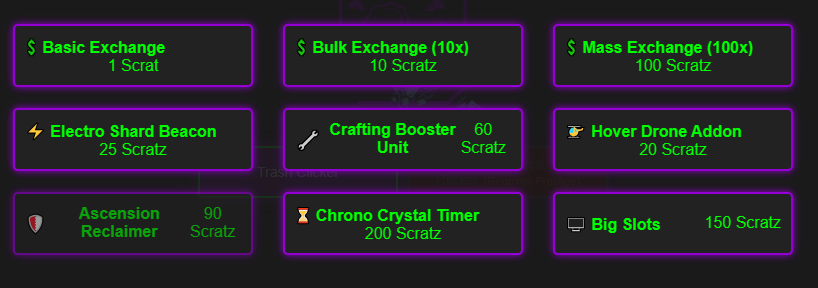 Basic Exchange
1 Scrat
Bulk Exchange (10x)
10 Scratz
Mass Exchange (100x)
100 Scratz
Electro Shard Beacon
25 Scratz
Crafting Booster
Unit
60
Scratz
Hover Drone Addon
20 Scratz
Trash Clicker
Ascension
Reclaimer
90
Scratz
Chrono Crystal Timer
200 Scratz
Big Slots
150 Scratz